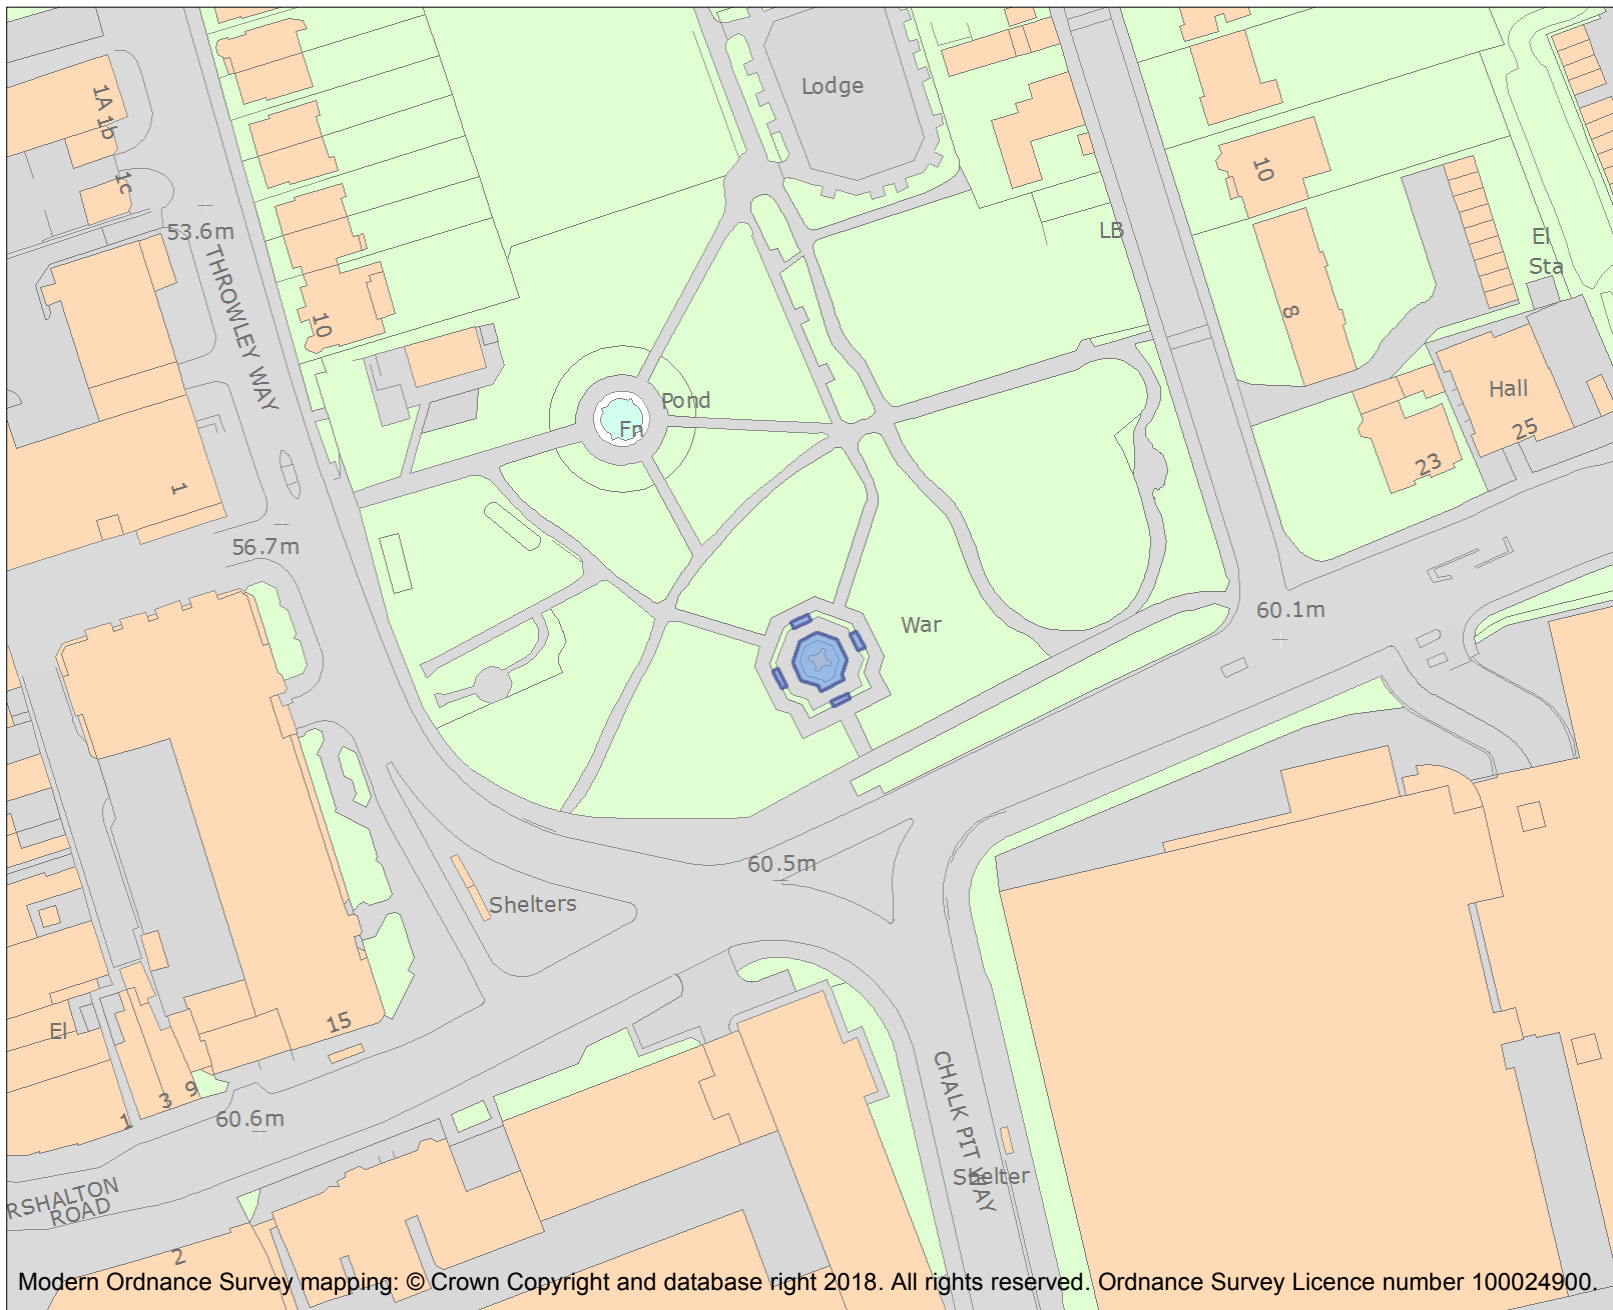 Lodge
1A
1b
1c
10
LB
El
Sta
53.6m
THROWLEY WAY
10
8
Pond
Fn
Hall
25
23
1
56.7m
War
60.1m
60.5m
Shelters
15
El
9
3
1
60.6m
CHALK PIT WAY
Shelter
RSHALTON
ROAD
2
Modern Ordnance Survey mapping: © Crown Copyright and database right 2018. All rights reserved. Ordnance Survey Licence number 100024900.